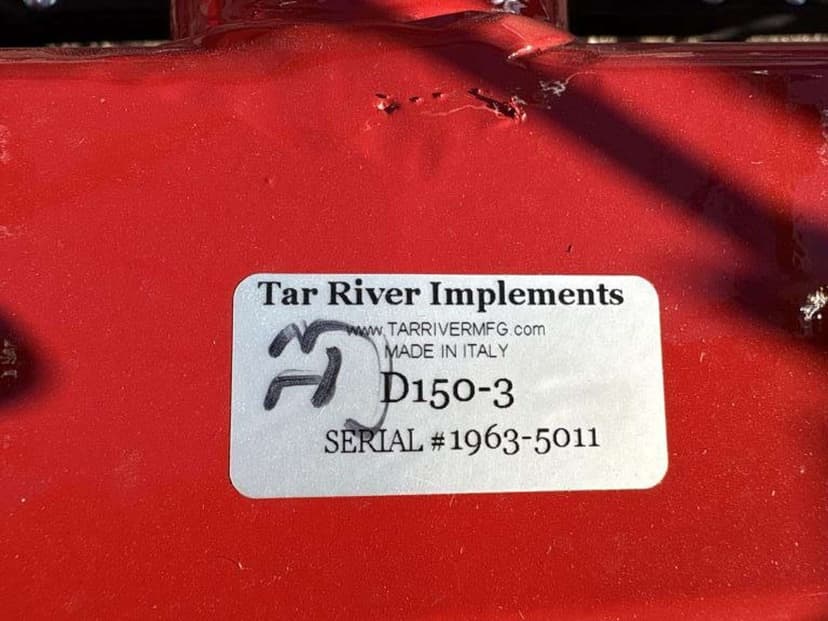 Tar River Implements
www.TARRIVERMFG.com
MADE IN ITALY
D150-3
SERIAL #1963-5011